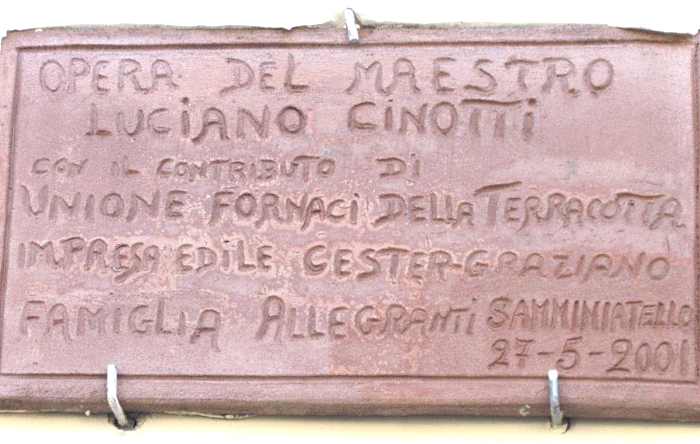 OPERA DEL MAESTRO
LUCiANO CINOTTi
CON IL CONTRIBUTO DI
UNIONE FORNACi DELLA TERRACOTTA
IMPRESA EDILE CESTER-GRAZIANO
FAMIGLIA ALLEGRANTi SAMMINIATELLO
27-5-2001